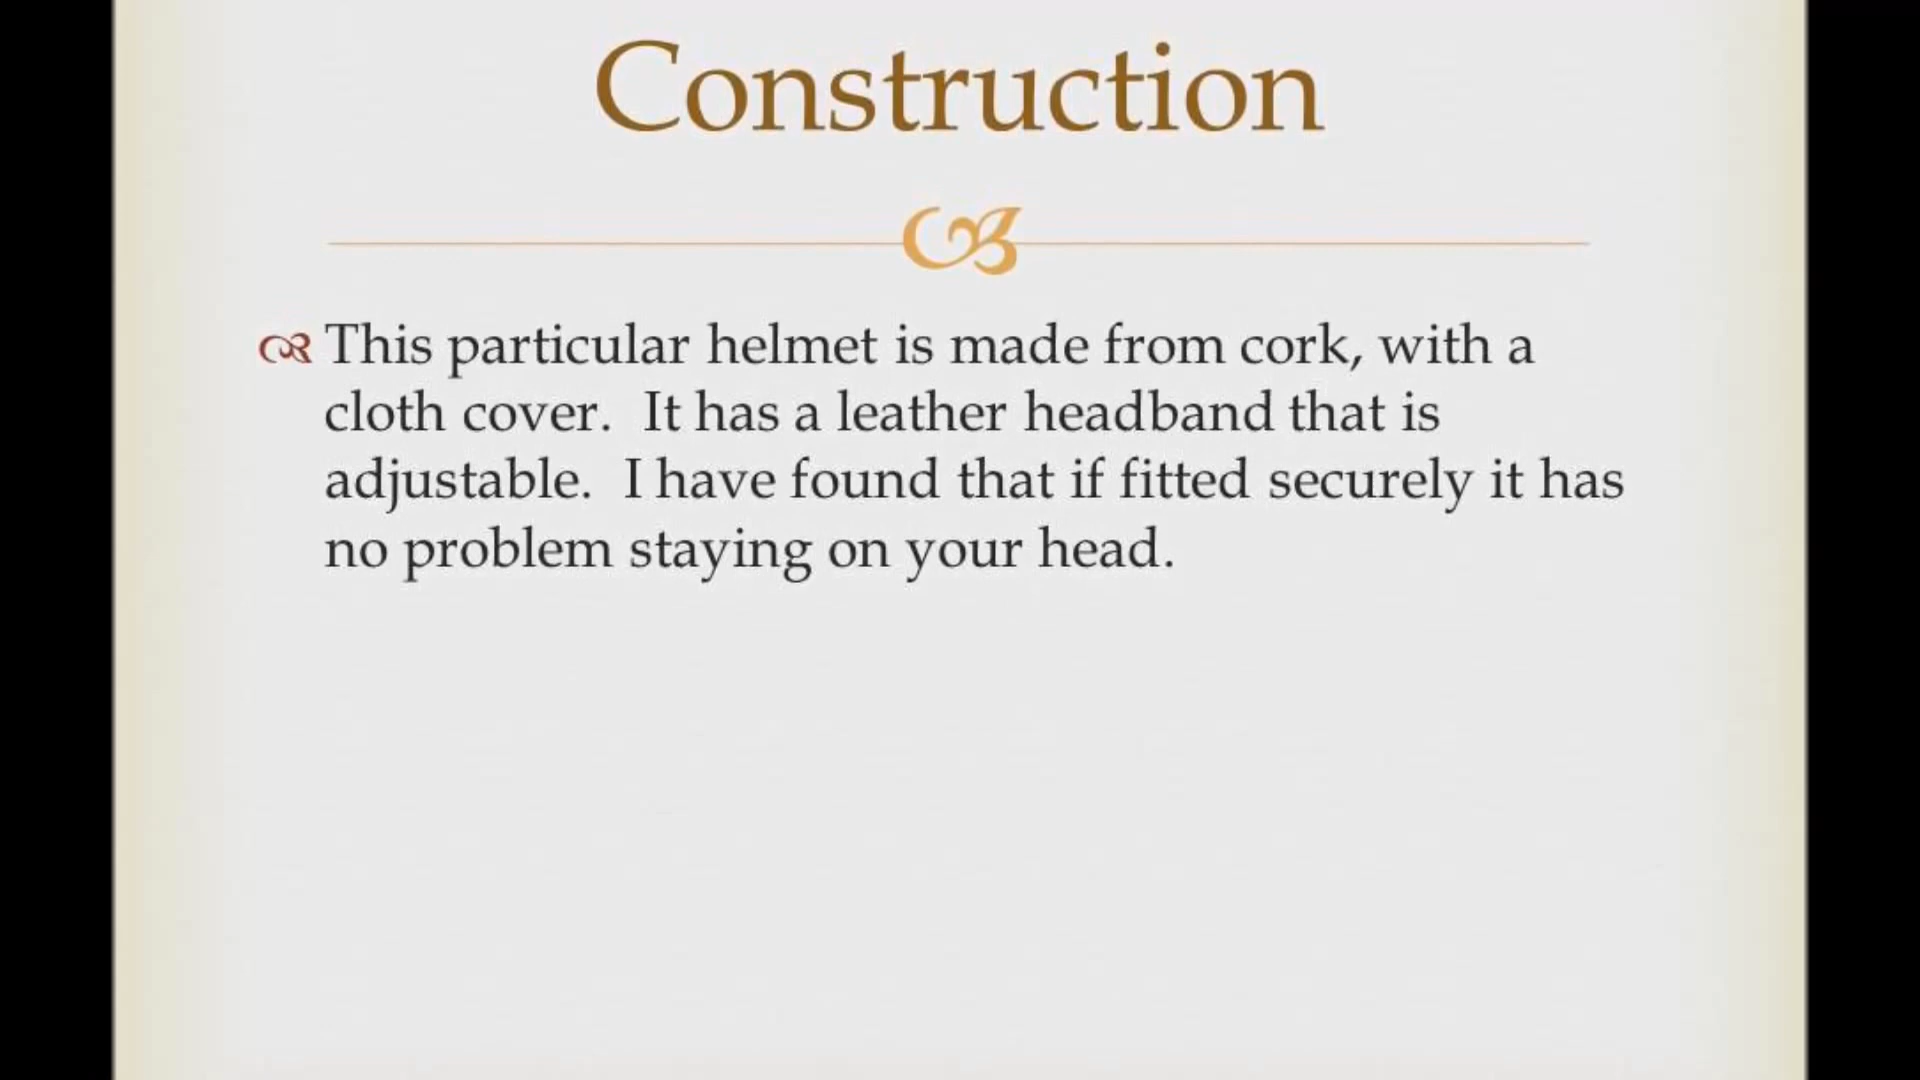 Construction
This particular helmet is made from cork, with a
cloth cover.  It has a leather headband that is
adjustable.  I have found that if fitted securely it has
no problem staying on your head.